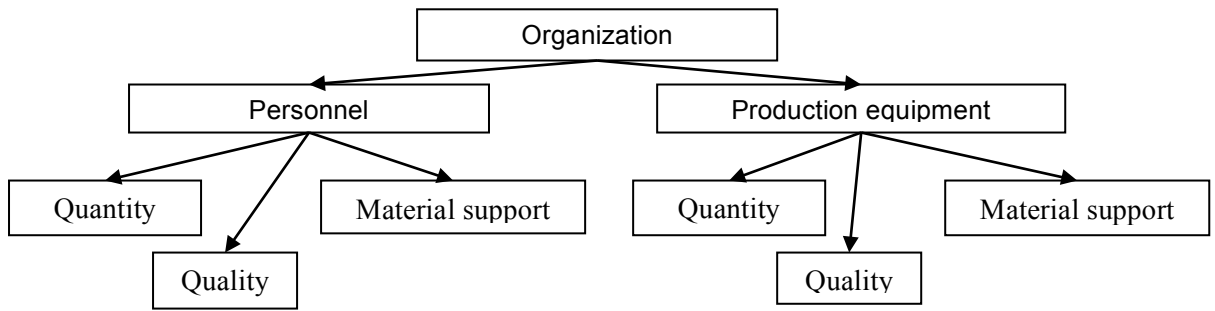 Organization
Personnel
Production equipment
Quantity
Material support
Quantity
Material support
Quality
Quality